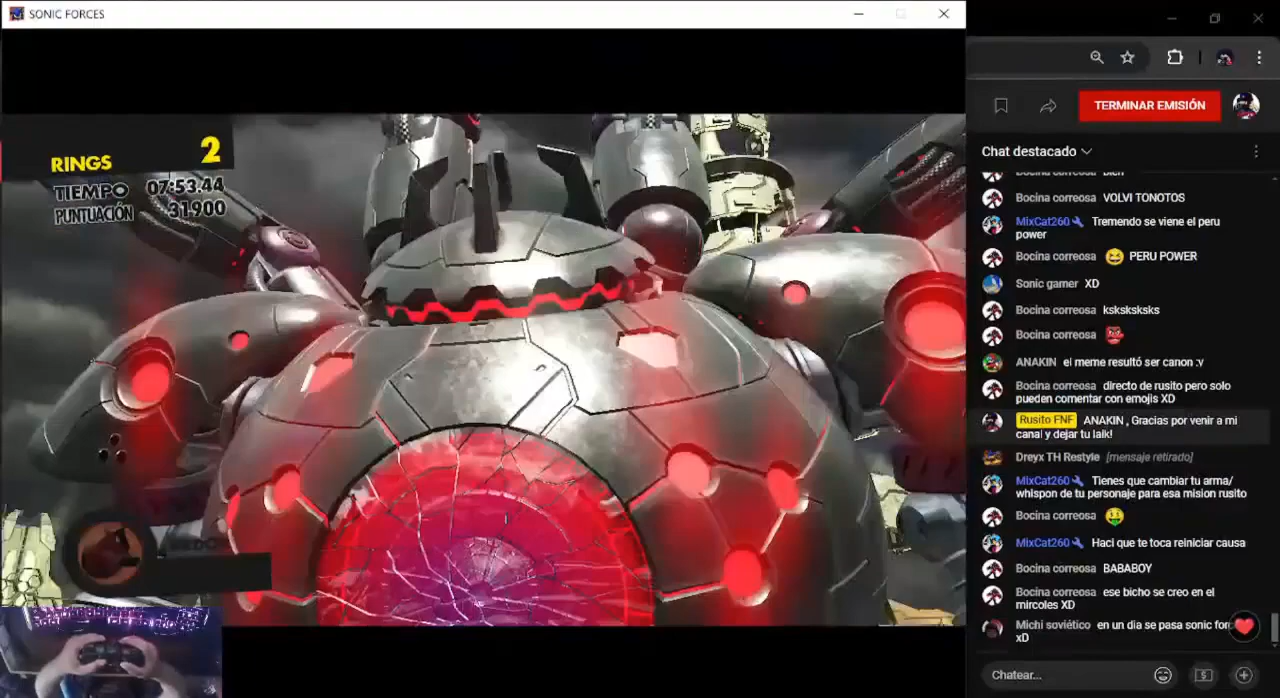 SONIC FORCES
RINGS 2
TIEMPO 07:53.44
PUNTUACIÓN 31900
TERMINAR EMISIÓN
Chat destacado
Bocina correosa bien
Bocina correosa VOLVI TONOTOS
MixCat260 Tremendo se viene el peru
power
Bocina correosa PERU POWER
Sonic gamer XD
Bocina correosa ksksksksks
Bocina correosa
ANAKIN el meme resultó ser canon :v
Bocina correosa directo de rusito pero solo
pueden comentar con emojis XD
Rusito FNF ANAKIN , Gracias por venir a mi
canal y dejar tu laik!
Dreyx TH Restyle [mensaje retirado]
MixCat260 Tienes que cambiar tu arma/
whispon de tu personaje para esa mision rusito
Bocina correosa
MixCat260 Haci que te toca reiniciar causa
Bocina correosa BABABOY
Bocina correosa ese bicho se creo en el
mircoles XD
Michi soviético en un dia se pasa sonic for
xD
Chatear...